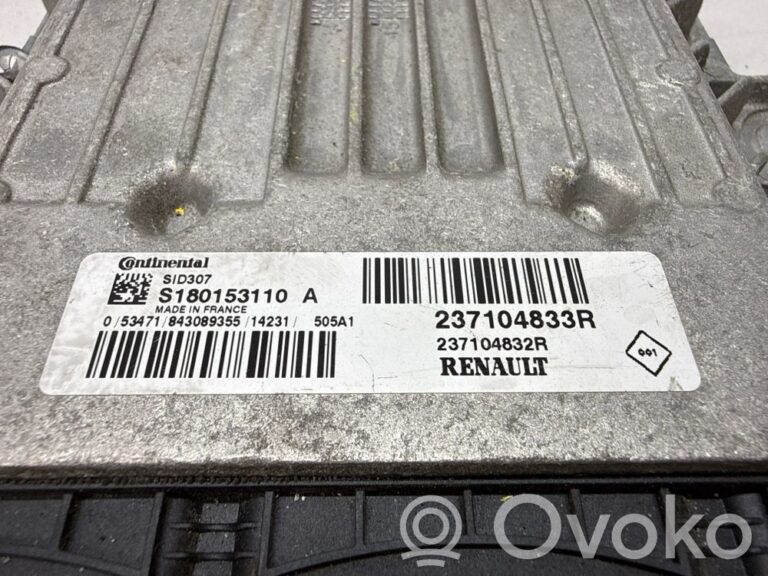 Continental
SID307
S180153110 A
MADE IN FRANCE
0/53471/843089355/14231/ 505A1
237104833R
237104832R
RENAULT
001
Ovoko